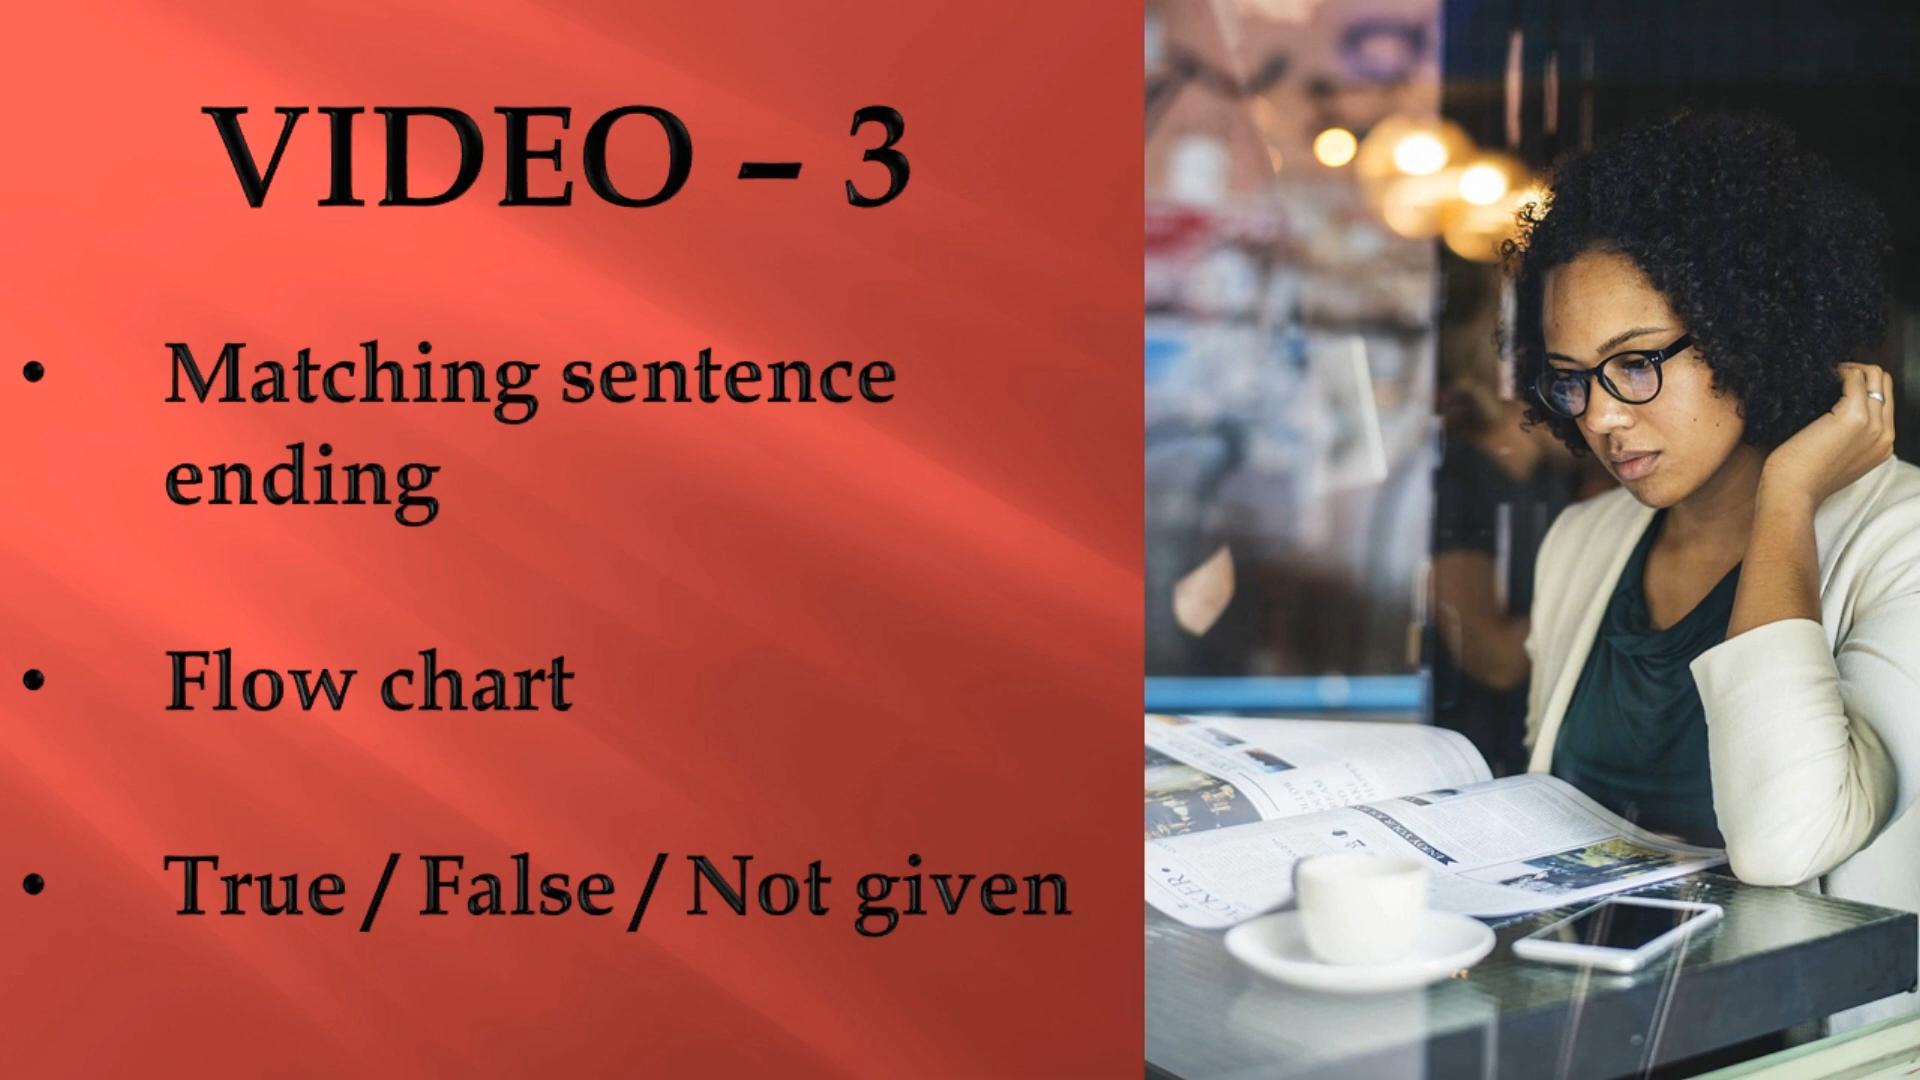 VIDEO – 3
• Matching sentence
ending
• Flow chart
• True / False / Not given